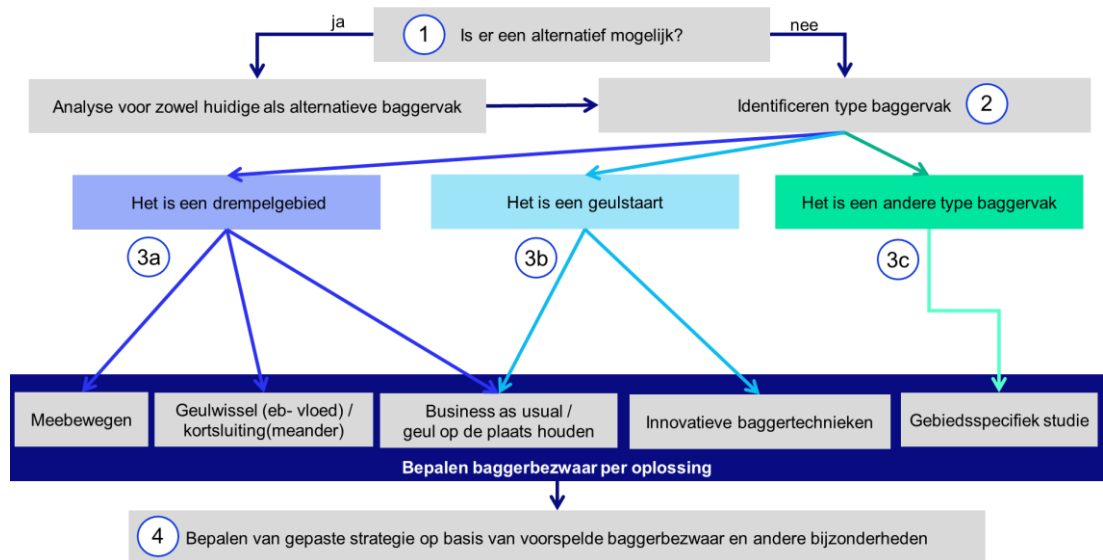 ja
1 Is er een alternatief mogelijk?
nee
Analyse voor zowel huidige als alternatieve baggervak
Identificeren type baggervak 2
Het is een drempelgebied
Het is een geulstaart
Het is een andere type baggervak
3a
3b
3c
Meebewegen
Geulwissel (eb- vloed) /
kortsluiting(meander)
Business as usual /
geul op de plaats houden
Innovatieve baggertechnieken
Gebiedsspecifiek studie
Bepalen baggerbezwaar per oplossing
4 Bepalen van gepaste strategie op basis van voorspelde baggerbezwaar en andere bijzonderheden